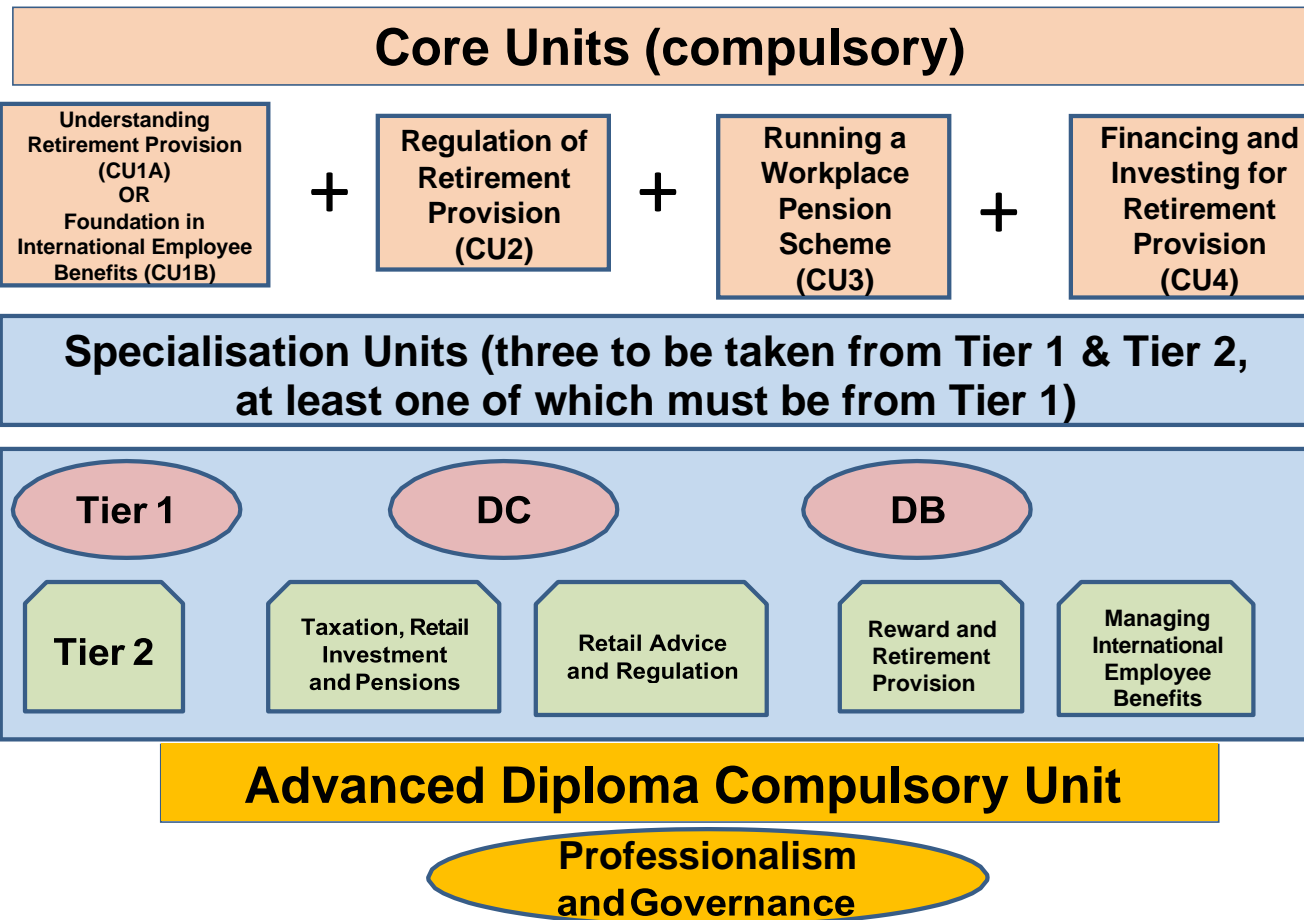 Core Units (compulsory)
Understanding
Retirement Provision
(CU1A)
OR
Foundation in
International Employee
Benefits (CU1B)
+
Regulation of
Retirement
Provision
(CU2)
+
Running a
Workplace
Pension
Scheme
(CU3)
+
Financing and
Investing for
Retirement
Provision
(CU4)
Specialisation Units (three to be taken from Tier 1 & Tier 2,
at least one of which must be from Tier 1)
Tier 1
DC
DB
Tier 2
Taxation, Retail
Investment
and Pensions
Retail Advice
and Regulation
Reward and
Retirement
Provision
Managing
International
Employee
Benefits
Advanced Diploma Compulsory Unit
Professionalism
and Governance